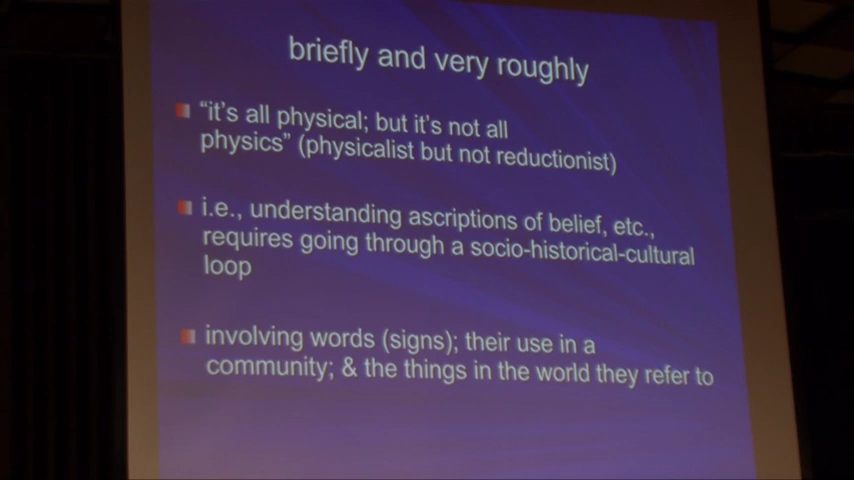 briefly and very roughly
“it's all physical; but it's not all
physics” (physicalist but not reductionist)
i.e., understanding ascriptions of belief, etc.,
requires going through a socio-historical-cultural
loop
involving words (signs); their use in a
community; & the things in the world they refer to